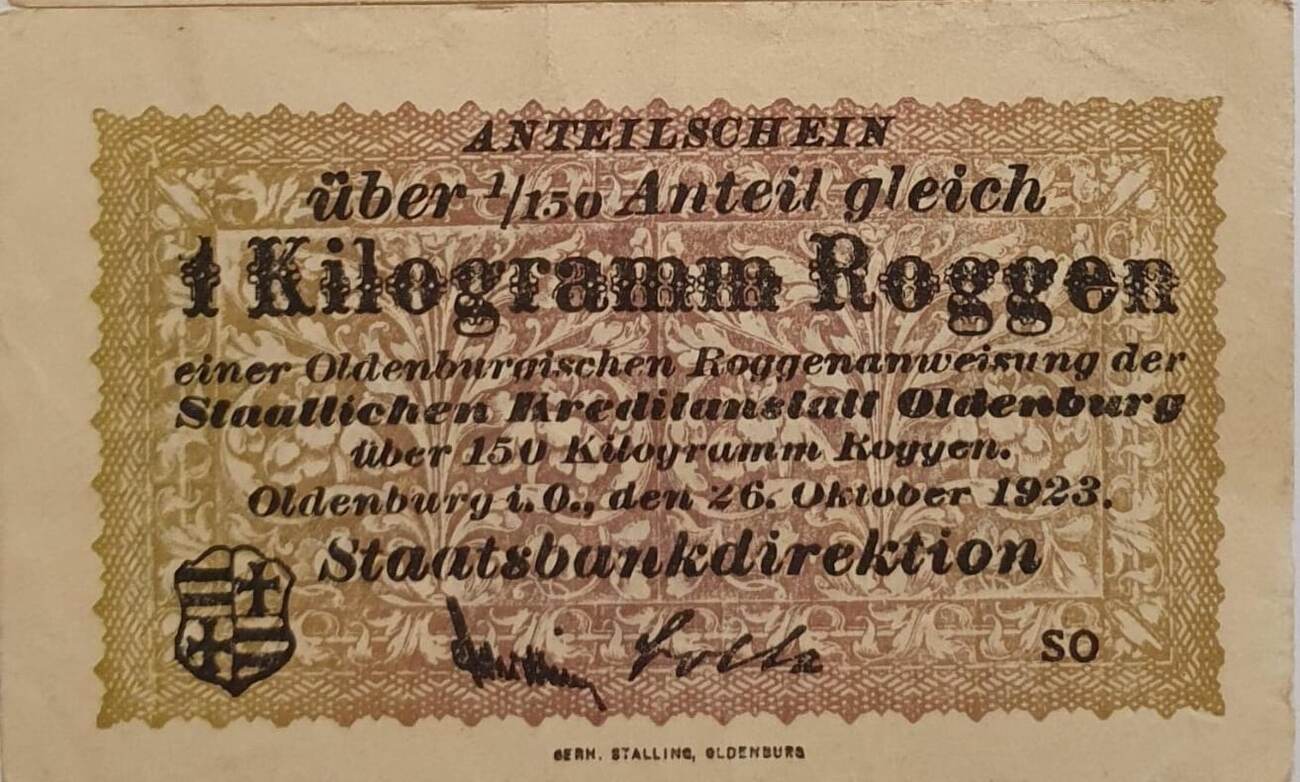 ANTEILSCHEIN
über 1/150 Anteil gleich
1 Kilogramm Roggen
einer Oldenburgischen Roggenanweisung der
Staatlichen Kreditanstalt Oldenburg
über 150 Kilogramm Roggen.
Oldenburg i. O., den 26. Oktober 1923.
Staatsbankdirektion
SO
GERH. STALLING, OLDENBURG